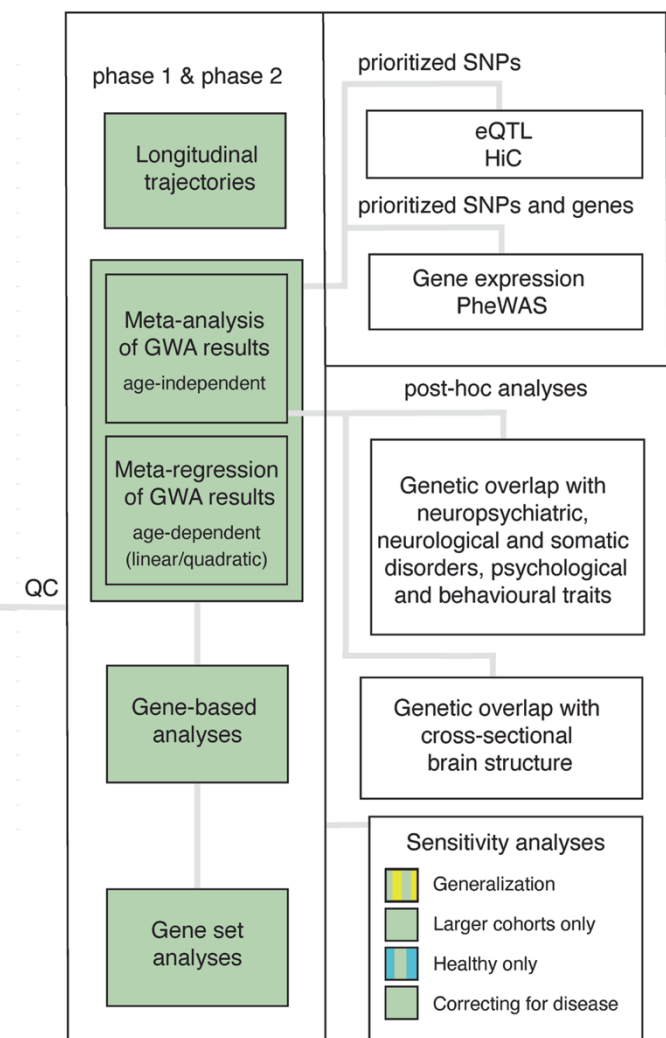 phase 1 & phase 2
Longitudinal
trajectories
Meta-analysis
of GWA results
age-independent
Meta-regression
of GWA results
age-dependent
(linear/quadratic)
QC
Gene-based
analyses
Gene set
analyses
prioritized SNPs
eQTL
HiC
prioritized SNPs and genes
Gene expression
PheWAS
post-hoc analyses
Genetic overlap with
neuropsychiatric,
neurological and somatic
disorders, psychological
and behavioural traits
Genetic overlap with
cross-sectional
brain structure
Sensitivity analyses
Generalization
Larger cohorts only
Healthy only
Correcting for disease